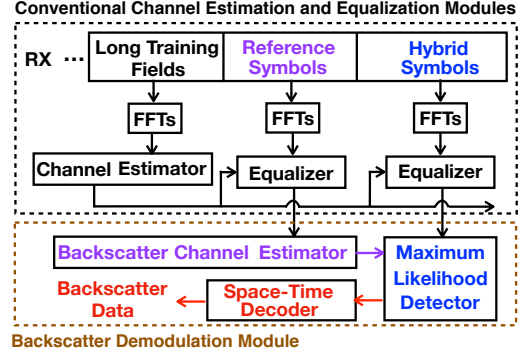 Conventional Channel Estimation and Equalization Modules
RX ... Long Training Fields
Reference Symbols
Hybrid Symbols
FFTs
FFTs
FFTs
Channel Estimator
Equalizer
Equalizer
Backscatter Channel Estimator
Maximum
Likelihood
Detector
Space-Time
Decoder
Backscatter
Data
Backscatter Demodulation Module